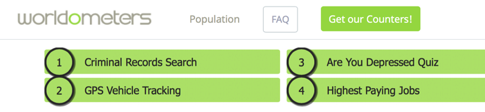 worldometers Population FAQ Get our Counters!
1 Criminal Records Search 3 Are You Depressed Quiz
2 GPS Vehicle Tracking 4 Highest Paying Jobs